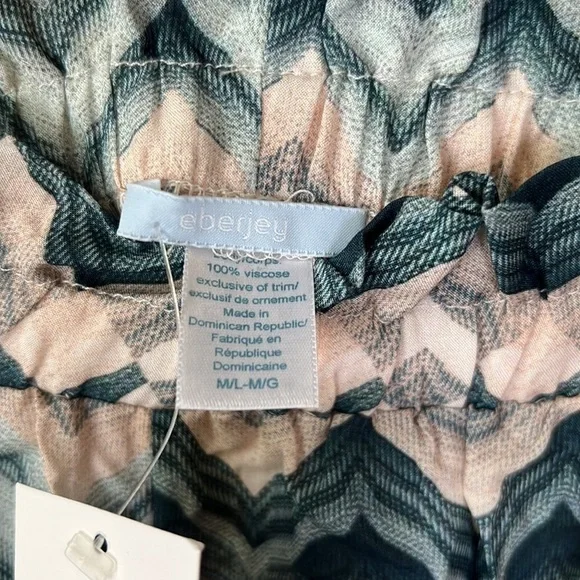 eberjey
100% viscose
exclusive of trim/
exclusif de ornement
Made in
Dominican Republic/
Fabriqué en
République
Dominicaine
M/L-M/G